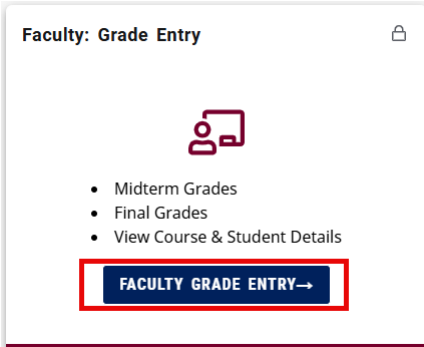 Faculty: Grade Entry
• Midterm Grades
• Final Grades
• View Course & Student Details
FACULTY GRADE ENTRY→